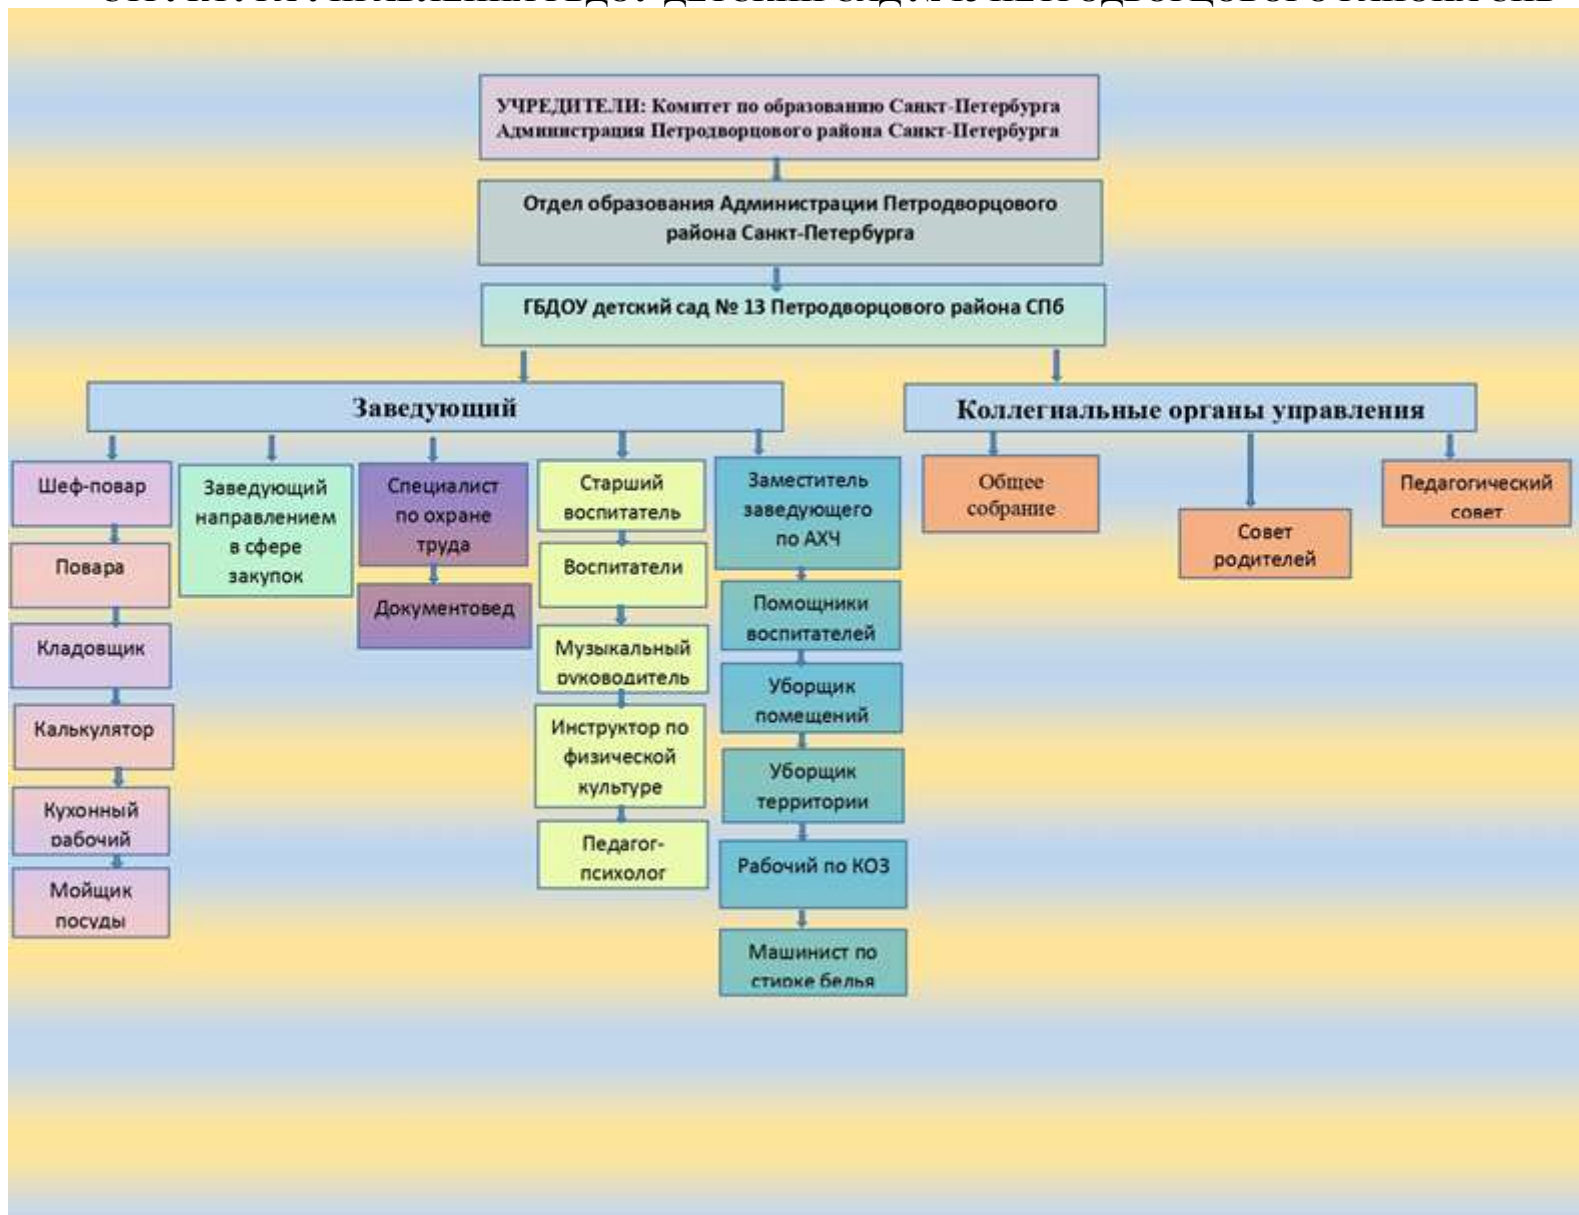 УЧРЕДИТЕЛИ: Комитет по образованию Санкт-Петербурга
Администрация Петродворцового района Санкт-Петербурга
Отдел образования Администрации Петродворцового
района Санкт-Петербурга
ГБДОУ детский сад № 13 Петродворцового района СПб
Заведующий
Коллегиальные органы управления
Шеф-повар
Повара
Кладовщик
Калькулятор
Кухонный
рабочий
Мойщик
посуды
Заведующий
направлением
в сфере
закупок
Специалист
по охране
труда
Документовед
Старший
воспитатель
Воспитатели
Музыкальный
руководитель
Инструктор по
физической
культуре
Педагог-
психолог
Заместитель
заведующего
по АХЧ
Помощники
воспитателей
Уборщик
помещений
Уборщик
территории
Рабочий по КОЗ
Машинист по
стирке белья
Общее
собрание
Совет
родителей
Педагогический
совет